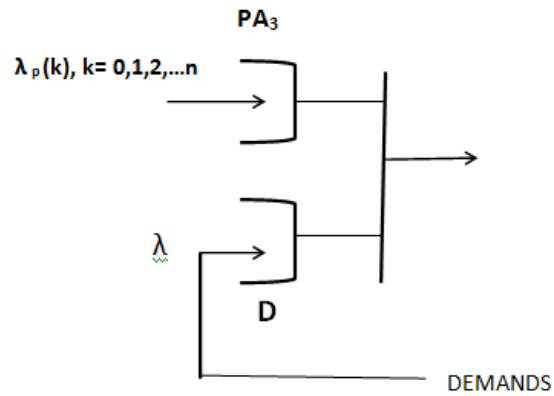 PA₃
λ p(k), k= 0,1,2,...n
λ
D
DEMANDS